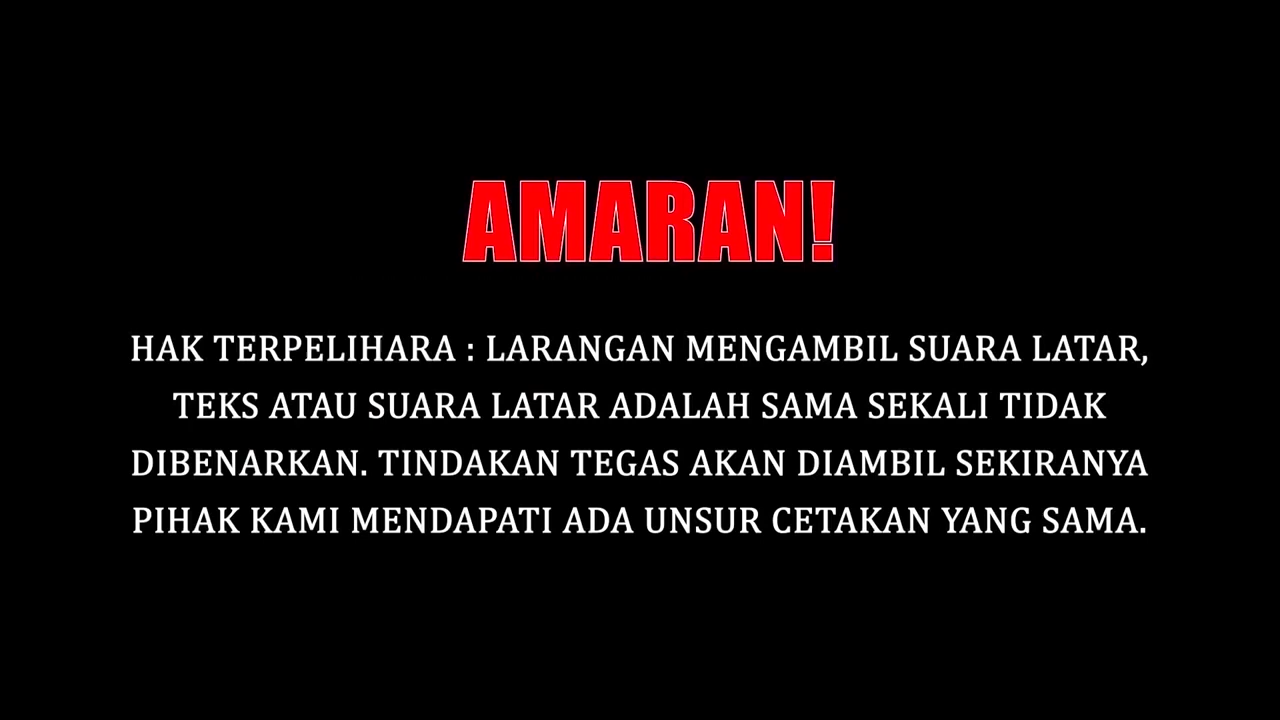 AMARAN!
HAK TERPELIHARA : LARANGAN MENGAMBIL SUARA LATAR,
TEKS ATAU SUARA LATAR ADALAH SAMA SEKALI TIDAK
DIBENARKAN. TINDAKAN TEGAS AKAN DIAMBIL SEKIRANYA
PIHAK KAMI MENDAPATI ADA UNSUR CETAKAN YANG SAMA.